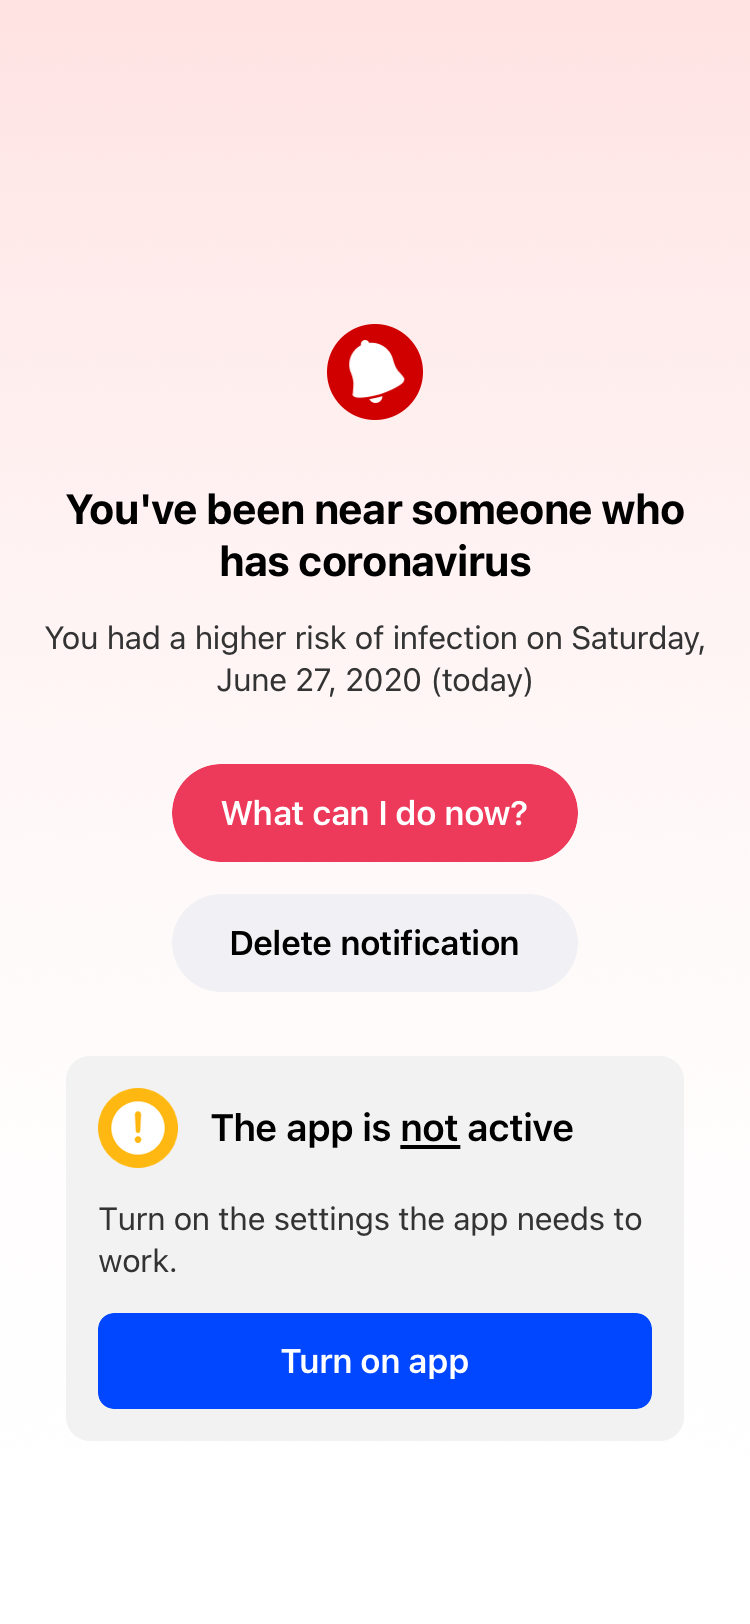 You've been near someone who
has coronavirus
You had a higher risk of infection on Saturday,
June 27, 2020 (today)
What can I do now?
Delete notification
The app is not active
Turn on the settings the app needs to
work.
Turn on app